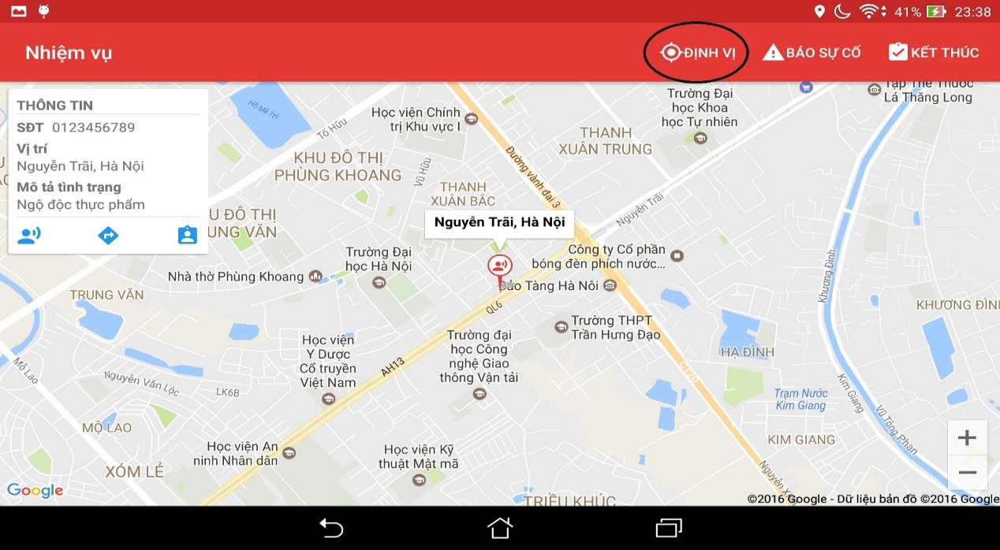 41% 23:38
Nhiệm vụ
ĐỊNH VỊ
BÁO SỰ CỐ
KẾT THÚC
THÔNG TIN
SĐT 0123456789
Vị trí
Nguyễn Trãi, Hà Nội
Mô tả tình trạng
Ngộ độc thực phẩm
Hồ Mễ Trì
Tố Hữu
Học viện Chính
trị Khu vực I
Trường Đại
học Khoa
học Tự nhiên
Tập Thể Thuốc
Lá Thăng Long
KHU ĐÔ THỊ
PHÙNG KHOANG
Vũ Hữu
THANH
XUÂN BẮC
Đường vành đai 3
THANH
XUÂN TRUNG
Nguyễn Trãi
U ĐÔ THỊ
UNG VĂN
Nguyễn Trãi, Hà Nội
Công ty Cổ phần
bóng đèn phích nước...
Bảo Tàng Hà Nôi
Trường Đại
học Hà Nội
Nhà thờ Phùng Khoang
TRUNG VĂN
QL6
Khương Đình
KHƯƠNG ĐÌN
Trường THPT
Trần Hưng Đạo
HẠ ĐÌNH
Học viện
Y Dược
Cổ truyền
Việt Nam
AH13
Trường đại
học Công
nghệ Giao
thông Vận tải
CT20
Mỗ Lao
Nguyễn Văn Lộc
LK6B
Trạm Nước
Kim Giang
Kim Giang
Vũ Tông Phan
MỘ LAO
XÓM LẺ
Học viện An
ninh Nhân dân
Học viện Kỹ
thuật Mật mã
KIM GIANG
TRIỀU KHÚC
Google
©2016 Google - Dữ liệu bản đồ ©2016 Google